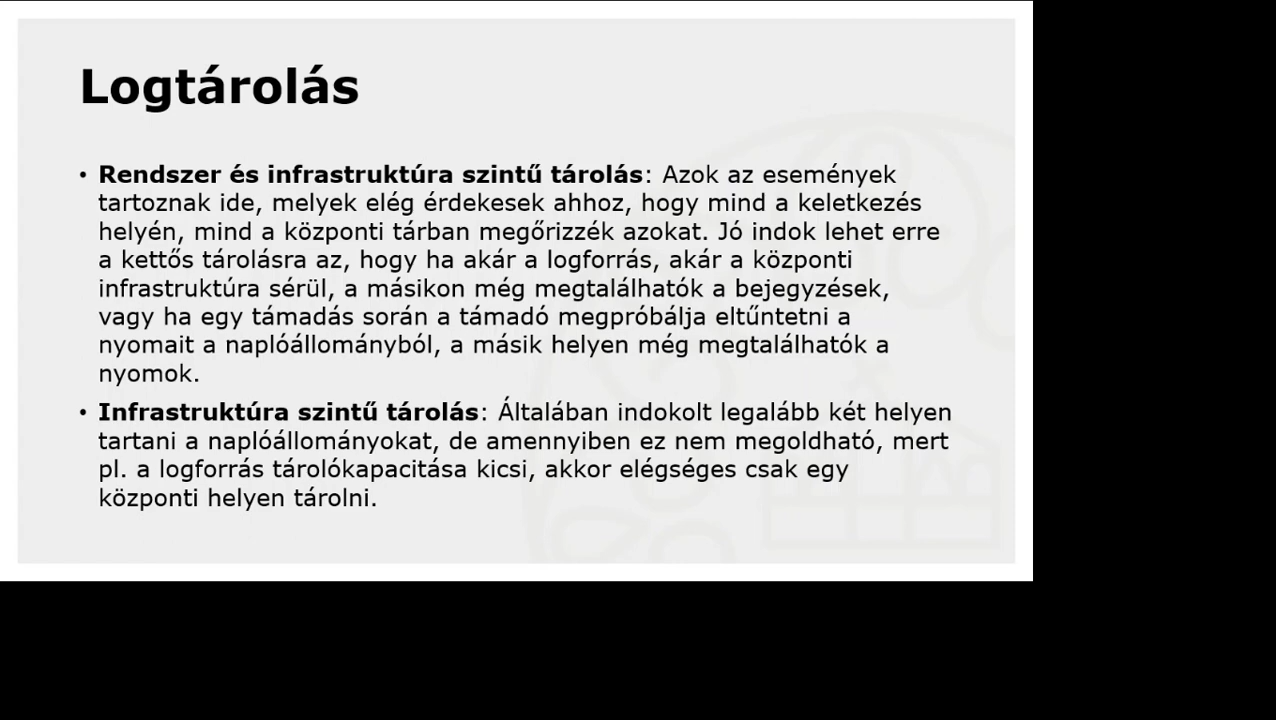 Logtárolás
• Rendszer és infrastruktúra szintű tárolás: Azok az események
tartoznak ide, melyek elég érdekesek ahhoz, hogy mind a keletkezés
helyén, mind a központi tárban megőrizzék azokat. Jó indok lehet erre
a kettős tárolásra az, hogy ha akár a logforrás, akár a központi
infrastruktúra sérül, a másikon még megtalálhatók a bejegyzések,
vagy ha egy támadás során a támadó megpróbálja eltűntetni a
nyomait a naplóállományból, a másik helyen még megtalálhatók a
nyomok.
• Infrastruktúra szintű tárolás: Általában indokolt legalább két helyen
tartani a naplóállományokat, de amennyiben ez nem megoldható, mert
pl. a logforrás tárolókapacitása kicsi, akkor elégséges csak egy
központi helyen tárolni.